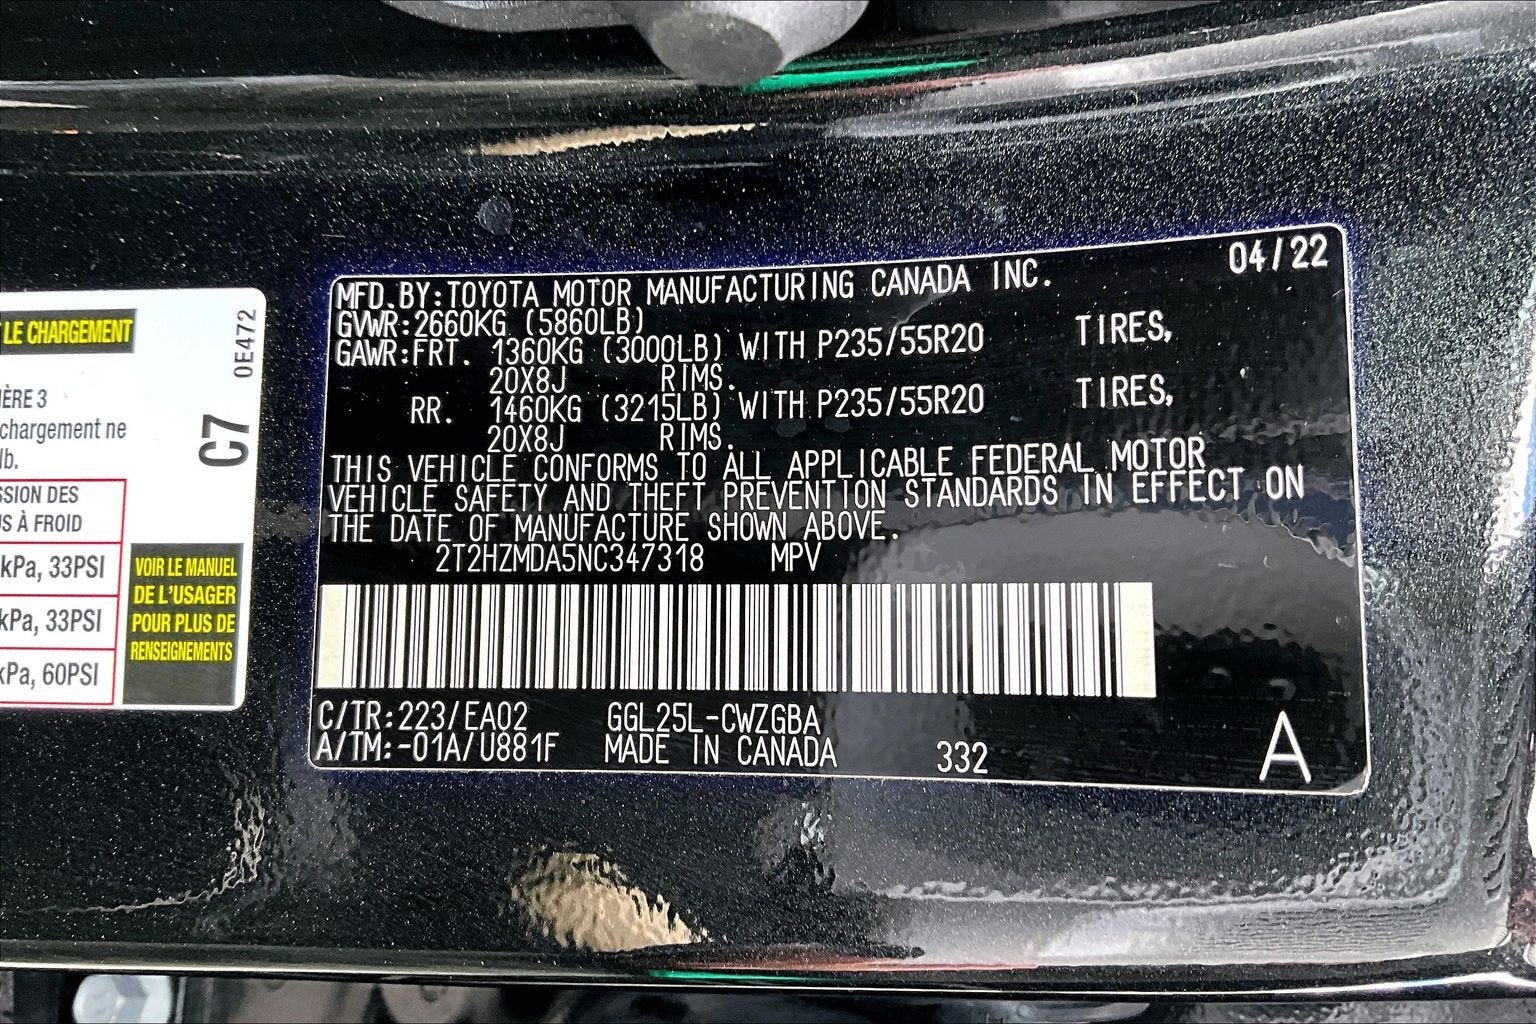 LE CHARGEMENT
0E472
C7
IÈRE 3
chargement ne
lb.
SSION DES
US À FROID
kPa, 33PSI
kPa, 33PSI
kPa, 60PSI
VOIR LE MANUEL
DE L'USAGER
POUR PLUS DE
RENSEIGNEMENTS
04/22
MFD.BY:TOYOTA MOTOR MANUFACTURING CANADA INC.
GVWR:2660KG (5860LB)
GAWR:FRT. 1360KG (3000LB) WITH P235/55R20 TIRES,
20X8J RIMS.
RR. 1460KG (3215LB) WITH P235/55R20 TIRES,
20X8J RIMS.
THIS VEHICLE CONFORMS TO ALL APPLICABLE FEDERAL MOTOR
VEHICLE SAFETY AND THEFT PREVENTION STANDARDS IN EFFECT ON
THE DATE OF MANUFACTURE SHOWN ABOVE.
2T2HZMDA5NC347318 MPV
C/TR:223/EA02 GGL25L-CWZGBA
A/TM:-01A/U881F MADE IN CANADA 332 A